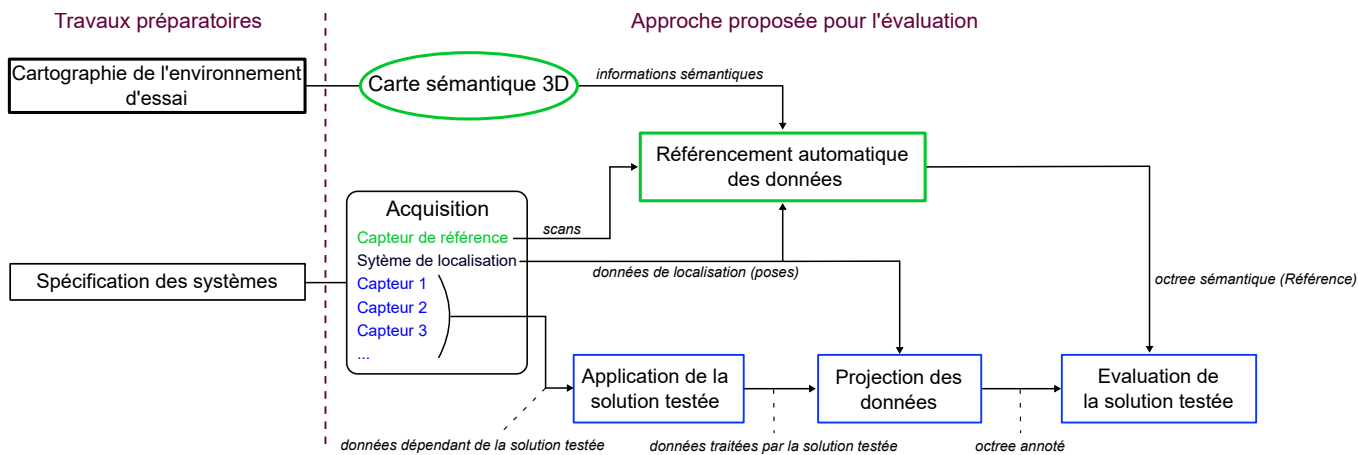 Travaux préparatoires
Approche proposée pour l'évaluation
Cartographie de l'environnement
d'essai
Carte sémantique 3D
informations sémantiques
Référencement automatique
des données
Acquisition
Capteur de référence
scans
Sytème de localisation
données de localisation (poses)
Spécification des systèmes
Capteur 1
Capteur 2
Capteur 3
...
octree sémantique (Référence)
Application de la
solution testée
Projection des
données
Evaluation de
la solution testée
données dépendant de la solution testée
données traitées par la solution testée
octree annoté